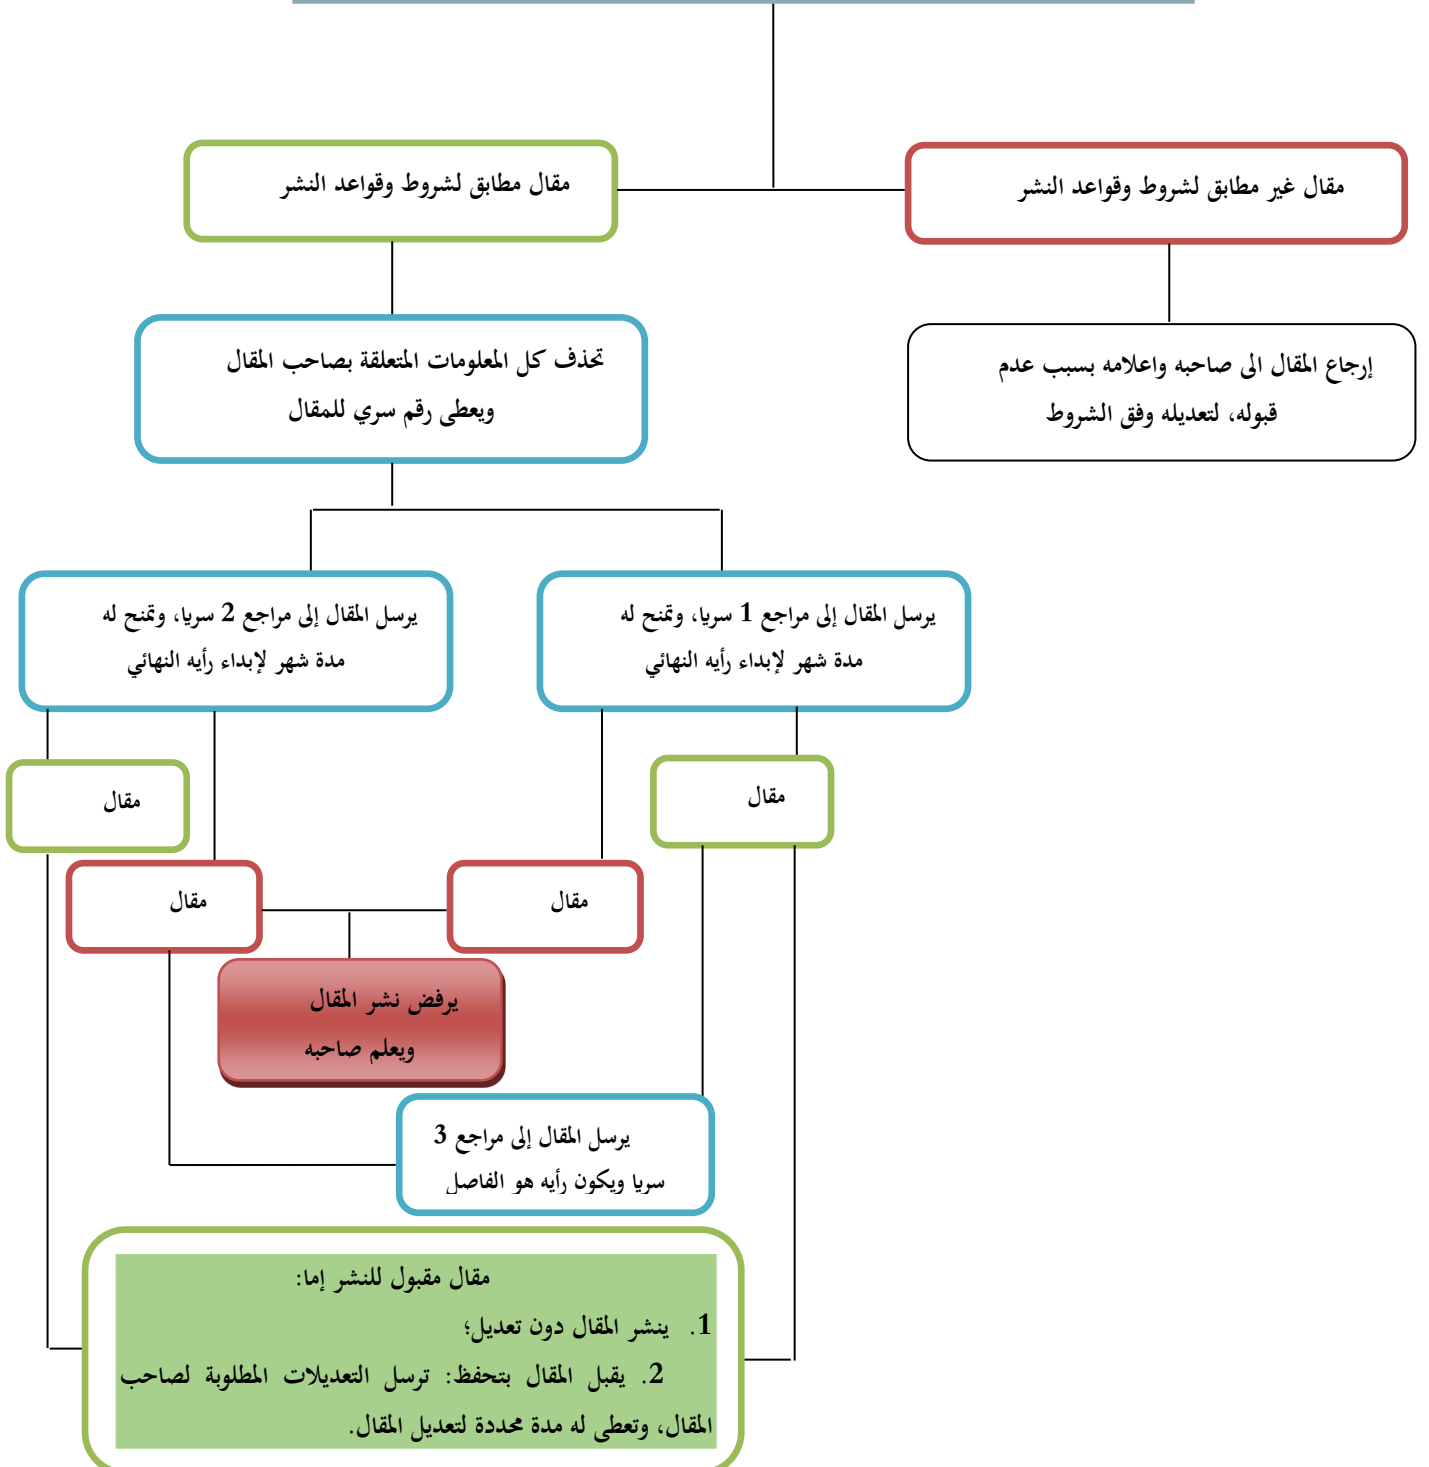 مقال غير مطابق لشروط وقواعد النشر
مقال مطابق لشروط وقواعد النشر
إرجاع المقال الى صاحبه واعلامه بسبب عدم
قبوله، لتعديله وفق الشروط
تحذف كل المعلومات المتعلقة بصاحب المقال
ويعطى رقم سري للمقال
يرسل المقال إلى مراجع 1 سريا، وتمنح له
مدة شهر لإبداء رأيه النهائي
يرسل المقال إلى مراجع 2 سريا، وتمنح له
مدة شهر لإبداء رأيه النهائي
مقال
مقال
مقال
مقال
يرفض نشر المقال
ويعلم صاحبه
يرسل المقال إلى مراجع 3
سريا ويكون رأيه هو الفاصل
مقال مقبول للنشر إما:
1. ينشر المقال دون تعديل؛
2. يقبل المقال بتحفظ: ترسل التعديلات المطلوبة لصاحب
المقال، وتعطى له مدة محددة لتعديل المقال.